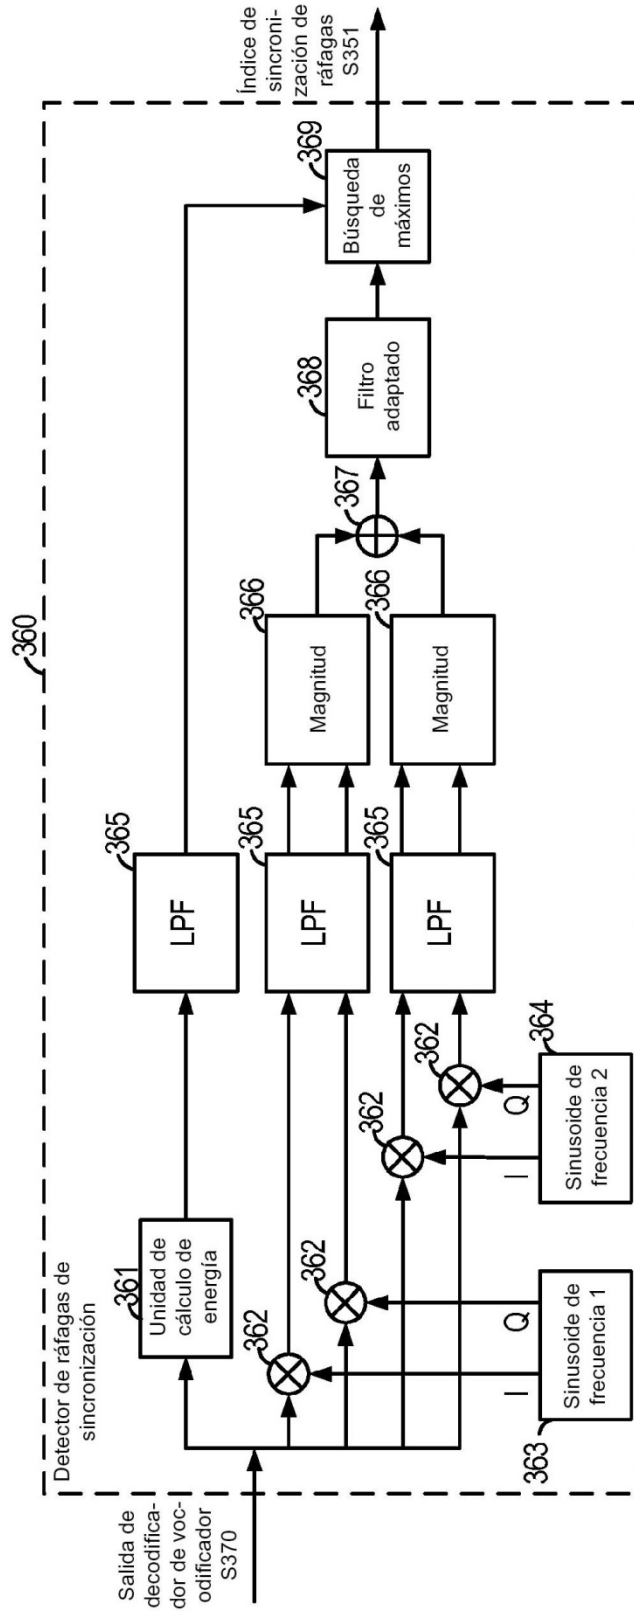 360
Detector de ráfagas de
sincronización
Salida de
decodifica-
dor de voc-
odificador
S370
361
Unidad de
cálculo de
energía
365
LPF
362
362
365
LPF
366
Magnitud
362
362
365
LPF
366
Magnitud
367
368
Filtro
adaptado
369
Búsqueda
de
máximos
Índice de
sincroni-
zación de
ráfagas
S351
I
Q
363
Sinusoide de
frecuencia 1
I
Q
364
Sinusoide de
frecuencia 2